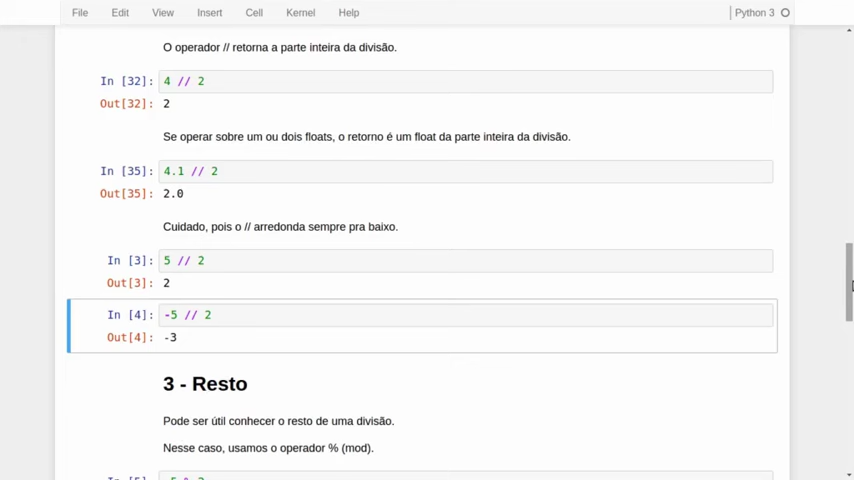 File Edit View Insert Cell Kernel Help Python 3
O operador // retorna a parte inteira da divisão.
In [32]: 4 // 2
Out[32]: 2
Se operar sobre um ou dois floats, o retorno é um float da parte inteira da divisão.
In [35]: 4.1 // 2
Out[35]: 2.0
Cuidado, pois o // arredonda sempre pra baixo.
In [3]: 5 // 2
Out[3]: 2
In [4]: -5 // 2
Out[4]: -3
3 - Resto
Pode ser útil conhecer o resto de uma divisão.
Nesse caso, usamos o operador % (mod).
In [5]: